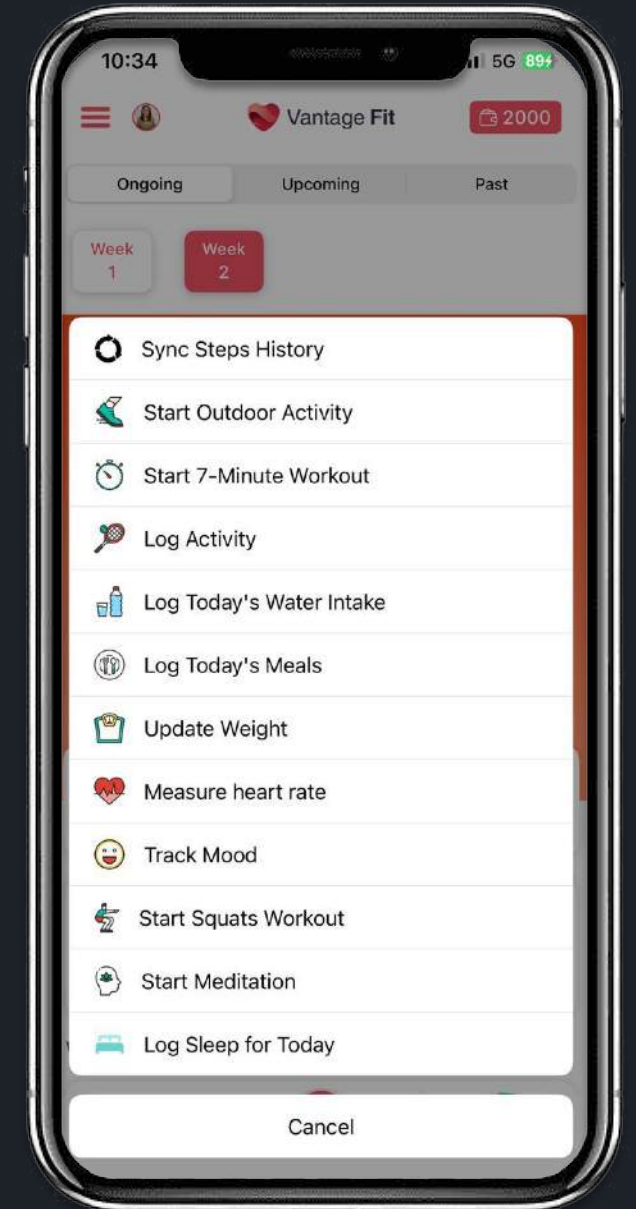 10:34
5G 89
Vantage Fit
2000
Ongoing Upcoming Past
Week
1
Week
2
Sync Steps History
Start Outdoor Activity
Start 7-Minute Workout
Log Activity
Log Today's Water Intake
Log Today's Meals
Update Weight
Measure heart rate
Track Mood
Start Squats Workout
Start Meditation
Log Sleep for Today
Cancel